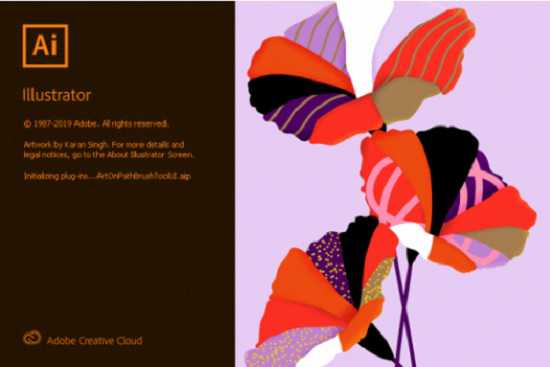 Ai
Illustrator
© 1987-2019 Adobe. All rights reserved.
Artwork by Karan Singh. For more details and
legal notices, go to the About Illustrator Screen.
Initializing plug-ins...ArtOnPathBrushToolUI.aip
Adobe Creative Cloud